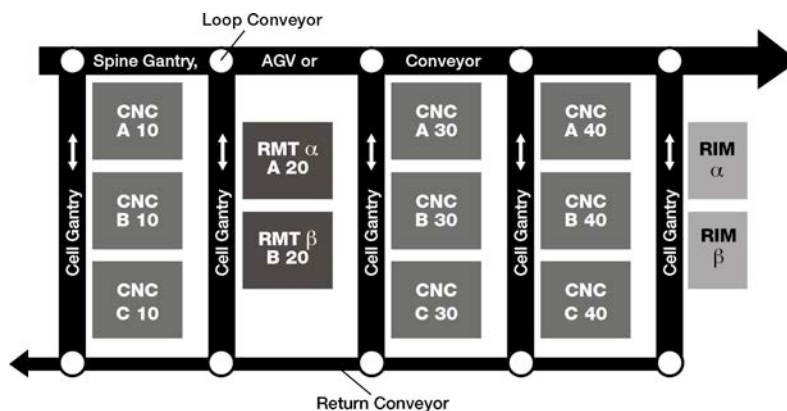 Loop Conveyor
Spine Gantry, AGV or Conveyor
CNC
A 10
CNC
B 10
CNC
C 10
RMT α
A 20
RMT β
B 20
CNC
A 30
CNC
B 30
CNC
C 30
CNC
A 40
CNC
B 40
CNC
C 40
RIM
α
RIM
β
Cell Gantry
Cell Gantry
Cell Gantry
Cell Gantry
Cell Gantry
Return Conveyor